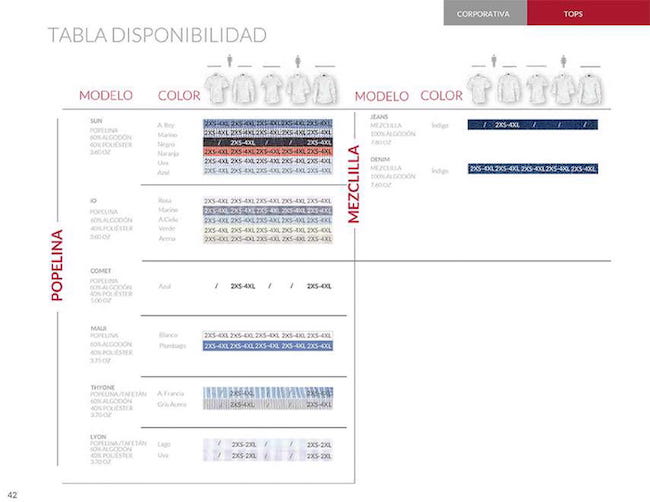 CORPORATIVA TOPS
TABLA DISPONIBILIDAD
MODELO COLOR
MODELO COLOR
POPELINA
SUN
POPELINA
60% ALGODÓN
40% POLIÉSTER
3.60 OZ
A. Rey 2XS-4XL 2XS-4XL 2XS-4XL 2XS-4XL 2XS-4XL
Marino 2XS-4XL 2XS-4XL 2XS-4XL 2XS-4XL 2XS-4XL
Negro / 2XS-4XL / / 2XS-4XL
Naranja 2XS-4XL 2XS-4XL 2XS-4XL 2XS-4XL 2XS-4XL
Uva 2XS-4XL 2XS-4XL 2XS-4XL 2XS-4XL 2XS-4XL
Azul 2XS-4XL 2XS-4XL 2XS-4XL 2XS-4XL 2XS-4XL
IO
POPELINA
60% ALGODÓN
40% POLIÉSTER
3.60 OZ
Rosa 2XS-4XL 2XS-4XL 2XS-4XL 2XS-4XL 2XS-4XL
Marino 2XS-4XL 2XS-4XL 2XS-4XL 2XS-4XL 2XS-4XL
A.Cielo 2XS-4XL 2XS-4XL 2XS-4XL 2XS-4XL 2XS-4XL
Verde 2XS-4XL 2XS-4XL 2XS-4XL 2XS-4XL 2XS-4XL
Arena 2XS-4XL 2XS-4XL 2XS-4XL 2XS-4XL 2XS-4XL
COMET
POPELINA
60% ALGODÓN
40% POLIÉSTER
Azul / 2XS-4XL / / 2XS-4XL
MAUI
POPELINA
60% ALGODÓN
40% POLIÉSTER
3.75 OZ
Blanco 2XS-4XL 2XS-4XL 2XS-4XL 2XS-4XL 2XS-4XL
Plumbago 2XS-4XL 2XS-4XL 2XS-4XL 2XS-4XL 2XS-4XL
THYONE
POPELINA /TAFETÁN
60% ALGODÓN
40% POLIÉSTER
3.70 OZ
A. Francia / 2XS-4XL / / 2XS-4XL
Gris Acero / 2XS-4XL / / 2XS-4XL
LYON
POPELINA /TAFETÁN
60% ALGODÓN
40% POLIÉSTER
3.70 OZ
Lago / 2XS-2XL / / 2XS-2XL
Uva / 2XS-2XL / / 2XS-2XL
MEZCLILLA
JEANS
MEZCLILLA
100% ALGODÓN
7.80 OZ
Índigo / 2XS-4XL / / /
DENIM
MEZCLILLA
100% ALGODÓN
7.60 OZ
Índigo 2XS-4XL 2XS-4XL 2XS-4XL 2XS-4XL 2XS-4XL
42